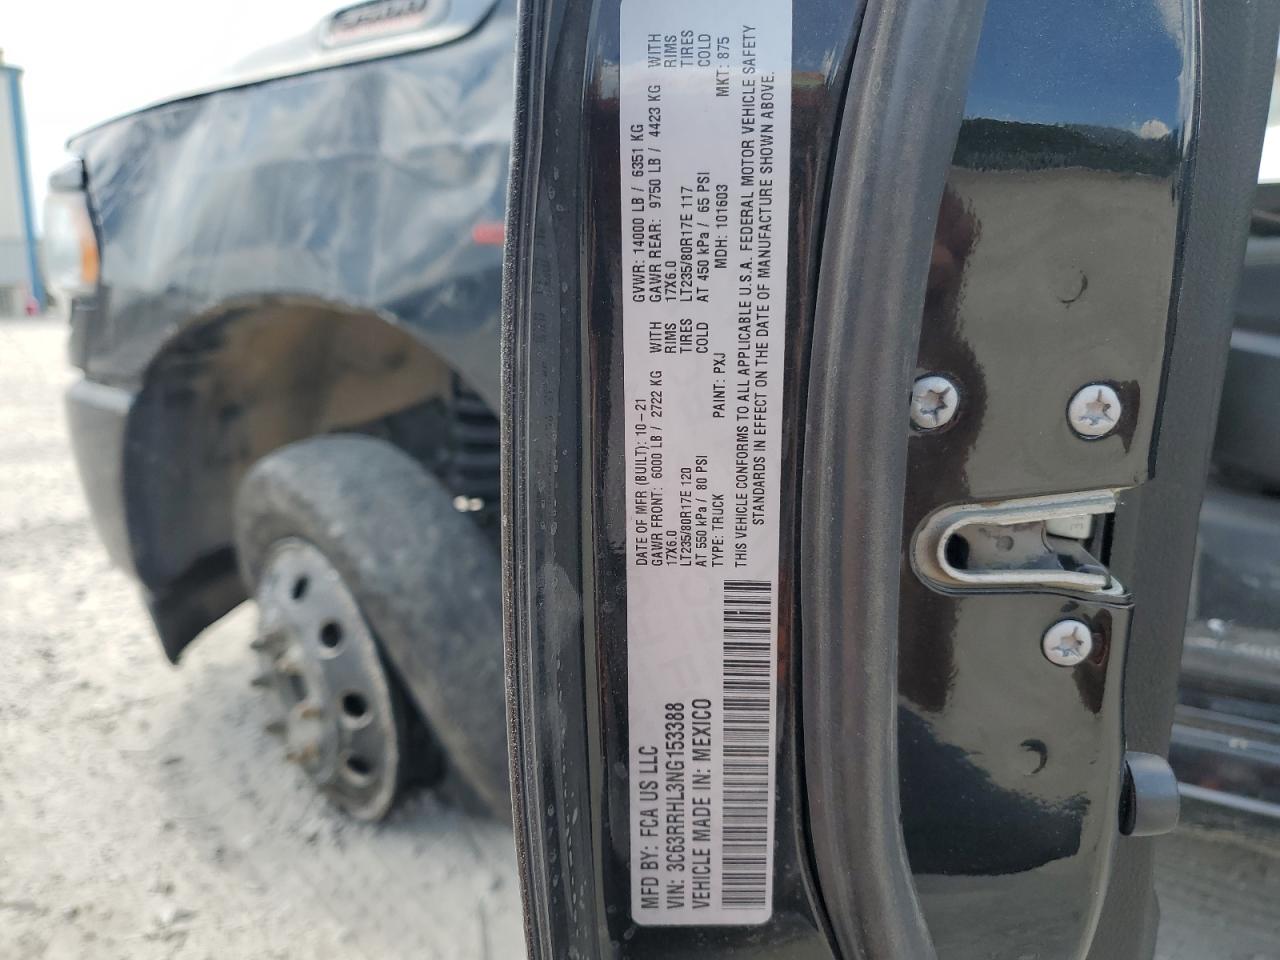 3500
MFD BY: FCA US LLC
VIN: 3C63RRHL3NG153388
VEHICLE MADE IN: MEXICO
DATE OF MFR (BUILT): 10-21 GVWR: 14000 LB / 6351 KG
GAWR FRONT: 6000 LB / 2722 KG WITH GAWR REAR: 9750 LB / 4423 KG WITH
17X6.0 RIMS 17X6.0 RIMS
LT235/80R17E 120 TIRES LT235/80R17E 117 TIRES
AT 550 kPa / 80 PSI COLD AT 450 kPa / 65 PSI COLD
TYPE: TRUCK PAINT: PXJ MDH: 101603 MKT: 875
THIS VEHICLE CONFORMS TO ALL APPLICABLE U.S.A. FEDERAL MOTOR VEHICLE SAFETY
STANDARDS IN EFFECT ON THE DATE OF MANUFACTURE SHOWN ABOVE.